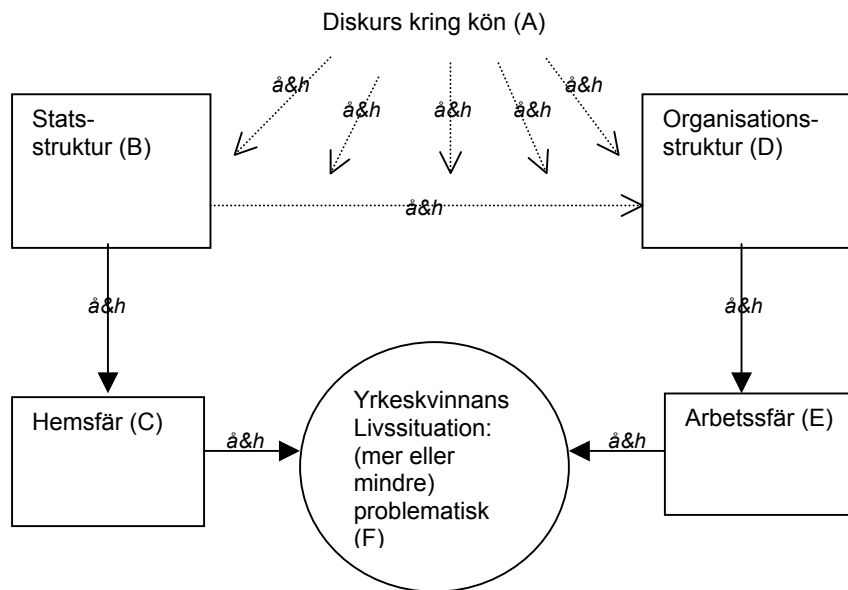 Diskurs kring kön (A)
å&h
å&h
å&h
å&h
å&h
Stats-
struktur (B)
Organisations-
struktur (D)
å&h
å&h
å&h
Hemsfär (C)
å&h
Yrkeskvinnans
Livssituation:
(mer eller
mindre)
problematisk
(F)
å&h
Arbetssfär (E)